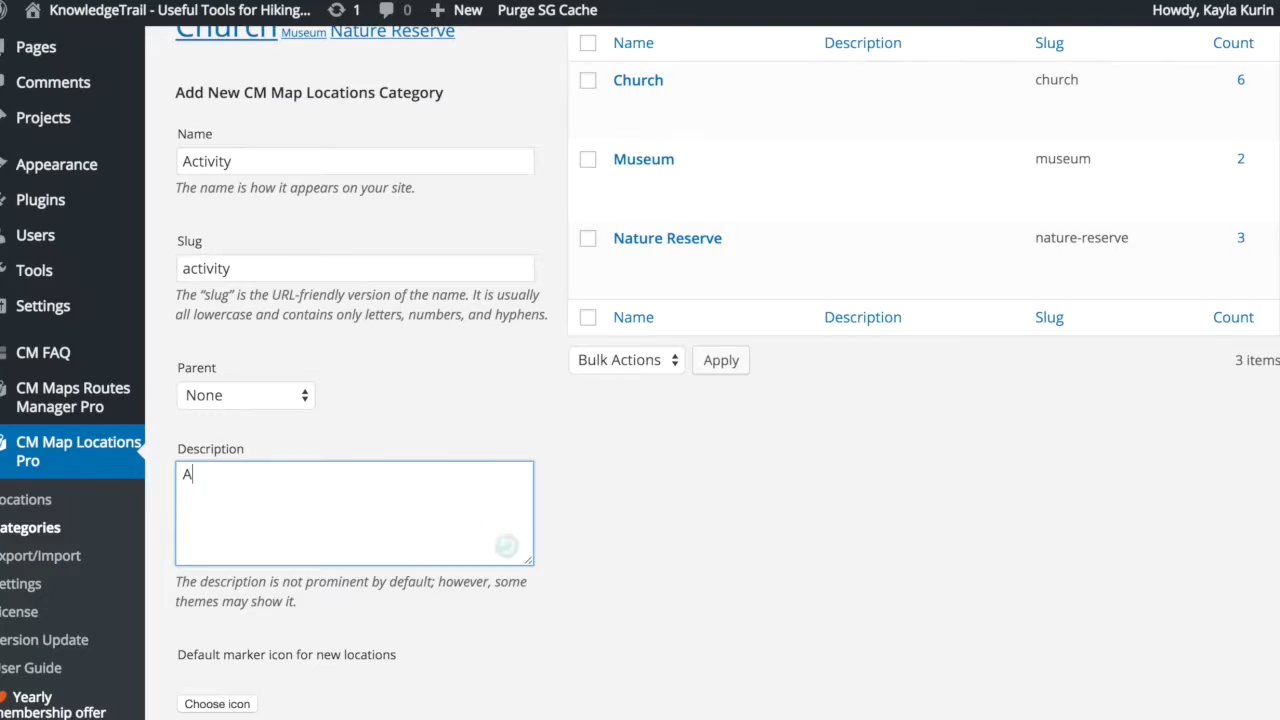 KnowledgeTrail - Useful Tools for Hiking... 1 0 New Purge SG Cache Howdy, Kayla Kurin
Pages
Comments
Projects
Appearance
Plugins
Users
Tools
Settings
CM FAQ
CM Maps Routes
Manager Pro
CM Map Locations
Pro
ocations
ategories
xport/Import
ettings
icense
ersion Update
ser Guide
Yearly
membership offer
Church Museum Nature Reserve
Add New CM Map Locations Category
Name
Activity
The name is how it appears on your site.
Slug
activity
The “slug” is the URL-friendly version of the name. It is usually
all lowercase and contains only letters, numbers, and hyphens.
Parent
None
Description
A
The description is not prominent by default; however, some
themes may show it.
Default marker icon for new locations
Choose icon
Name Description Slug Count
Church church 6
Museum museum 2
Nature Reserve nature-reserve 3
Name Description Slug Count
Bulk Actions Apply 3 items